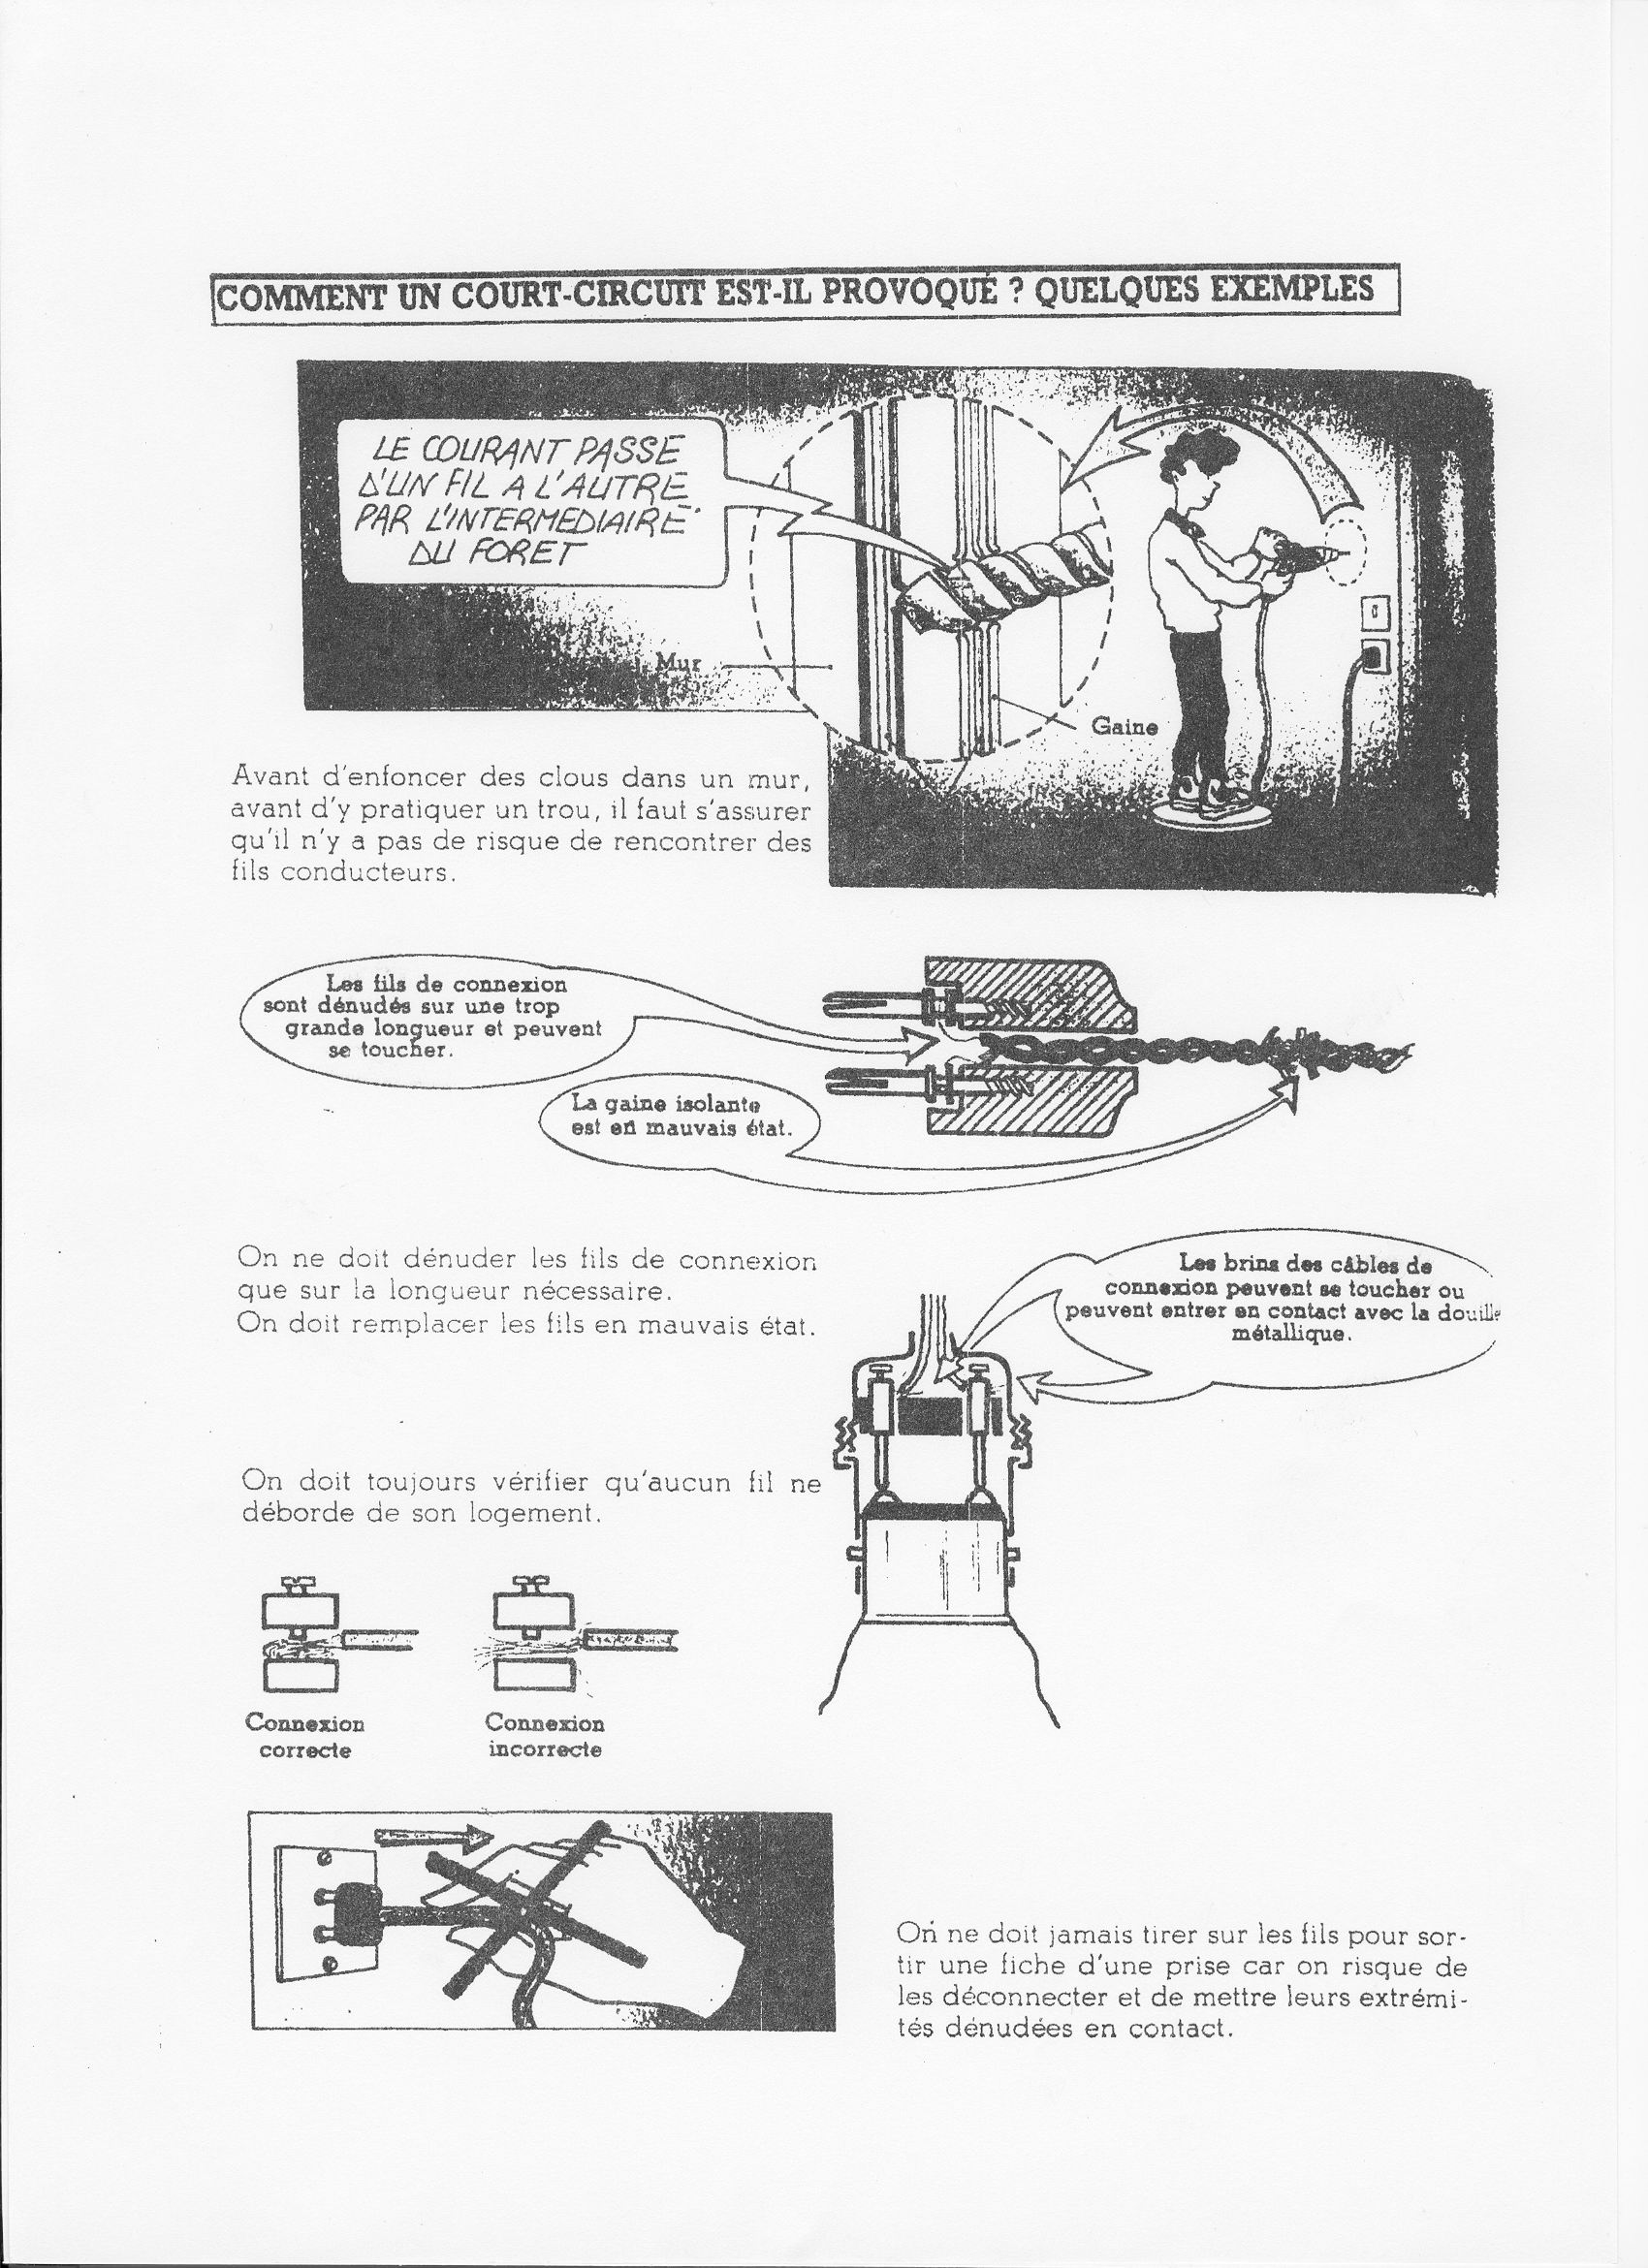 COMMENT UN COURT-CIRCUIT EST-IL PROVOQUÉ ? QUELQUES EXEMPLES
LE COURANT PASSE
D'UN FIL A L'AUTRE
PAR L'INTERMEDIAIRE
DU FORET
Mur
Gaine
Avant d'enfoncer des clous dans un mur,
avant d'y pratiquer un trou, il faut s'assurer
qu'il n'y a pas de risque de rencontrer des
fils conducteurs.
Les fils de connexion
sont dénudés sur une trop
grande longueur et peuvent
se toucher.
La gaine isolante
est en mauvais état.
On ne doit dénuder les fils de connexion
que sur la longueur nécessaire.
On doit remplacer les fils en mauvais état.
Les brins des câbles de
connexion peuvent se toucher ou
peuvent entrer en contact avec la douille
métallique.
On doit toujours vérifier qu'aucun fil ne
déborde de son logement.
Connexion
correcte
Connexion
incorrecte
On ne doit jamais tirer sur les fils pour sor-
tir une fiche d'une prise car on risque de
les déconnecter et de mettre leurs extrémi-
tés dénudées en contact.